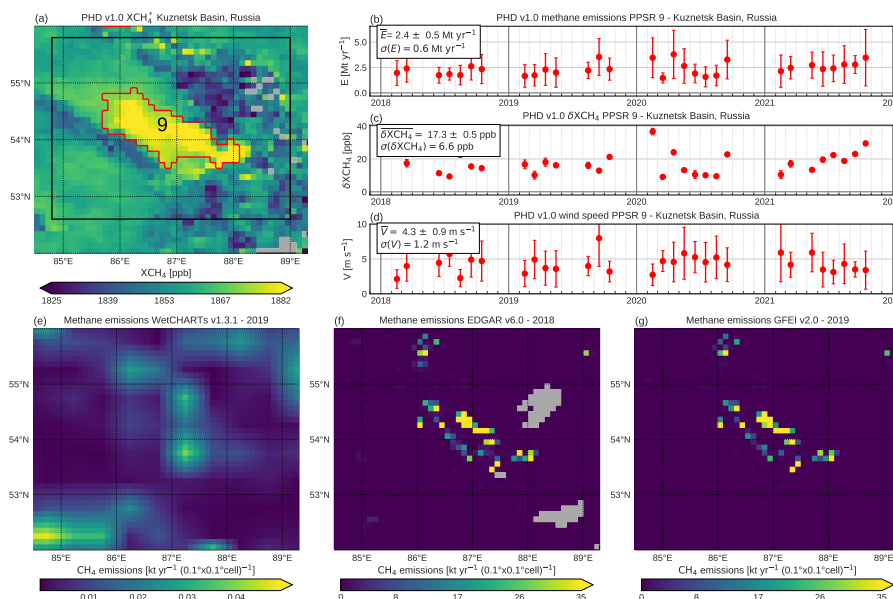 (a) PHD v1.0 XCH₄* Kuznetsk Basin, Russia
55°N
54°N
53°N
9
85°E 86°E 87°E 88°E 89°E
XCH₄ [ppb]
1825 1839 1853 1867 1882
(b) PHD v1.0 methane emissions PPSR 9 - Kuznetsk Basin, Russia
E̅= 2.4 ± 0.5 Mt yr⁻¹
σ(E) = 0.6 Mt yr⁻¹
E [Mt yr⁻¹]
5.0
2.5
0.0
2018 2019 2020 2021 20
(c) PHD v1.0 δXCH₄ PPSR 9 - Kuznetsk Basin, Russia
δXCH₄ = 17.3 ± 0.5 ppb
σ(δXCH₄) = 6.6 ppb
δXCH₄ [ppb]
40
20
0
2018 2019 2020 2021 20
(d) PHD v1.0 wind speed PPSR 9 - Kuznetsk Basin, Russia
V̅ = 4.3 ± 0.9 m s⁻¹
σ(V) = 1.2 m s⁻¹
V [m s⁻¹]
10
5
0
2018 2019 2020 2021 20
(e) Methane emissions WetCHARTs v1.3.1 - 2019
55°N
54°N
53°N
85°E 86°E 87°E 88°E 89°E
CH₄ emissions [kt yr⁻¹ (0.1°x0.1°cell)⁻¹]
0.01 0.02 0.03 0.04
(f) Methane emissions EDGAR v6.0 - 2018
55°N
54°N
53°N
85°E 86°E 87°E 88°E 89°E
CH₄ emissions [kt yr⁻¹ (0.1°x0.1°cell)⁻¹]
0 8 17 26 35
(g) Methane emissions GFEI v2.0 - 2019
55°N
54°N
53°N
85°E 86°E 87°E 88°E 89°E
CH₄ emissions [kt yr⁻¹ (0.1°x0.1°cell)⁻¹]
0 8 17 26 35